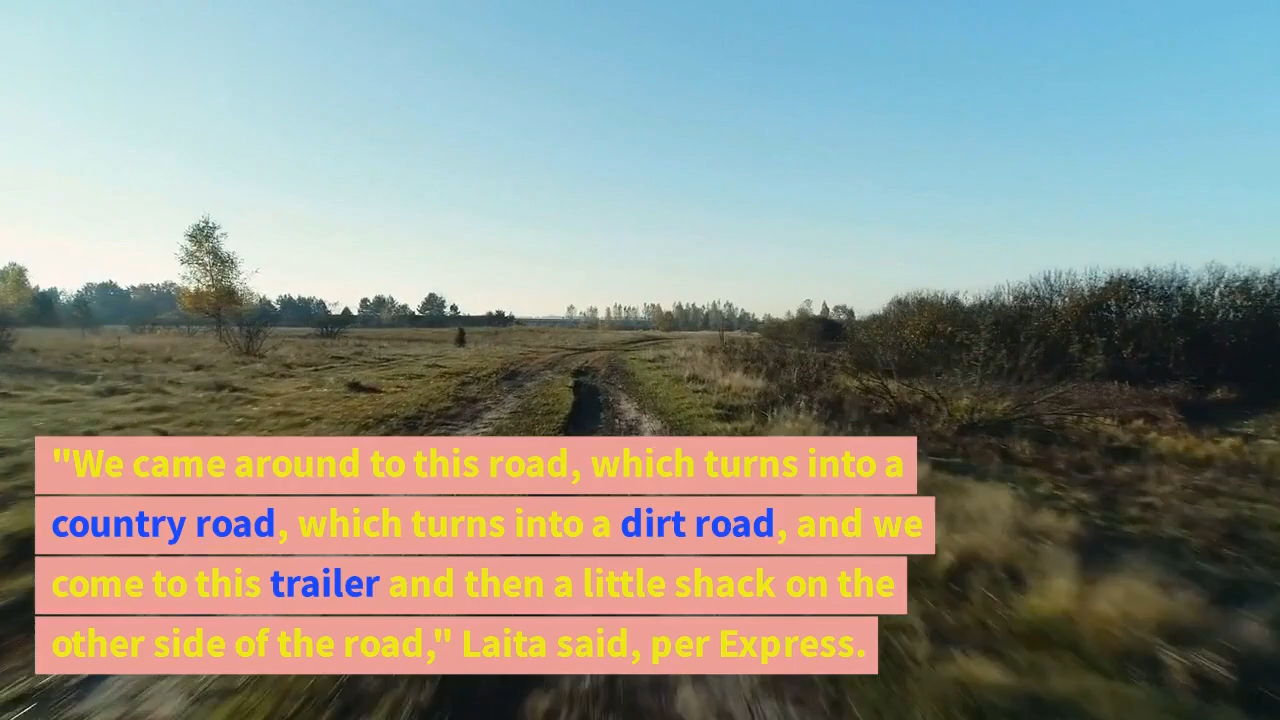 "We came around to this road, which turns into a
country road, which turns into a dirt road, and we
come to this trailer and then a little shack on the
other side of the road," Laita said, per Express.